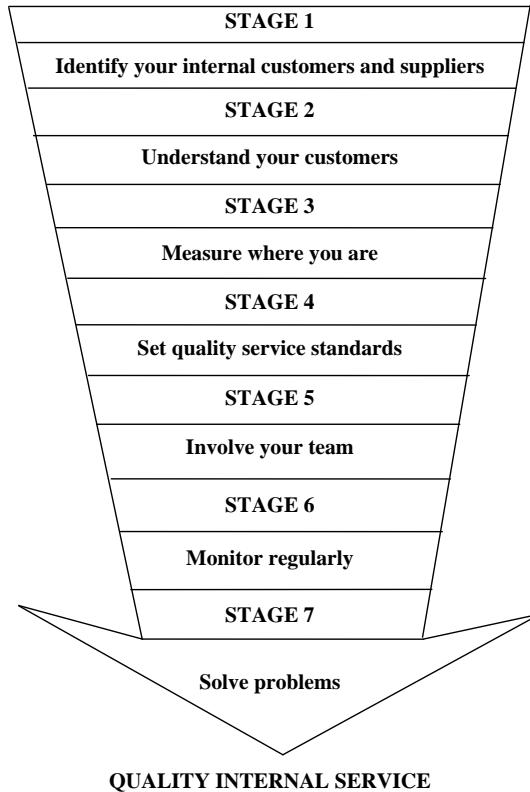 STAGE 1
Identify your internal customers and suppliers
STAGE 2
Understand your customers
STAGE 3
Measure where you are
STAGE 4
Set quality service standards
STAGE 5
Involve your team
STAGE 6
Monitor regularly
STAGE 7
Solve problems
QUALITY INTERNAL SERVICE